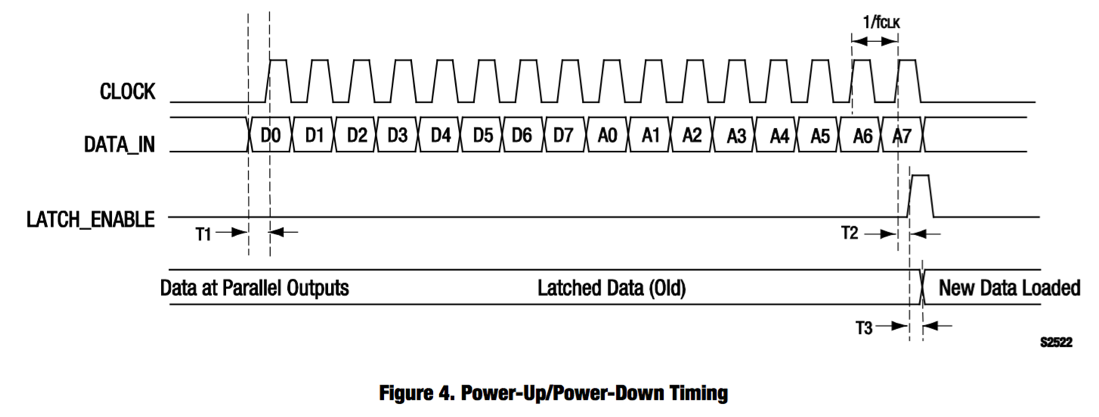 1/fCLK
CLOCK
DATA_IN D0 D1 D2 D3 D4 D5 D6 D7 A0 A1 A2 A3 A4 A5 A6 A7
LATCH_ENABLE
T1 T2
Data at Parallel Outputs Latched Data (Old) New Data Loaded
T3
S2522
Figure 4. Power-Up/Power-Down Timing